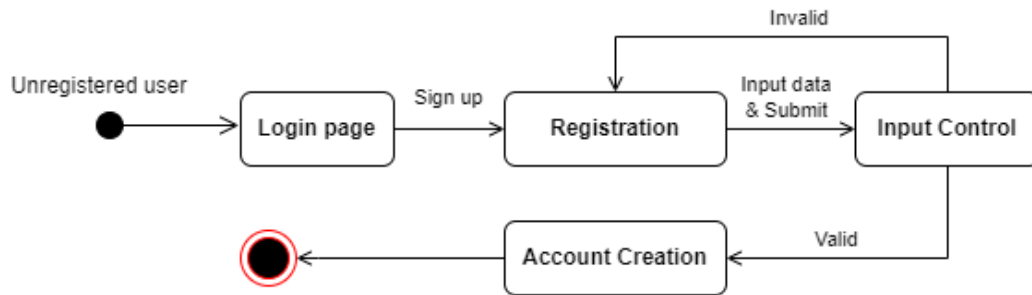 Invalid
Unregistered user
Sign up
Input data
& Submit
Login page
Registration
Input Control
Valid
Account Creation